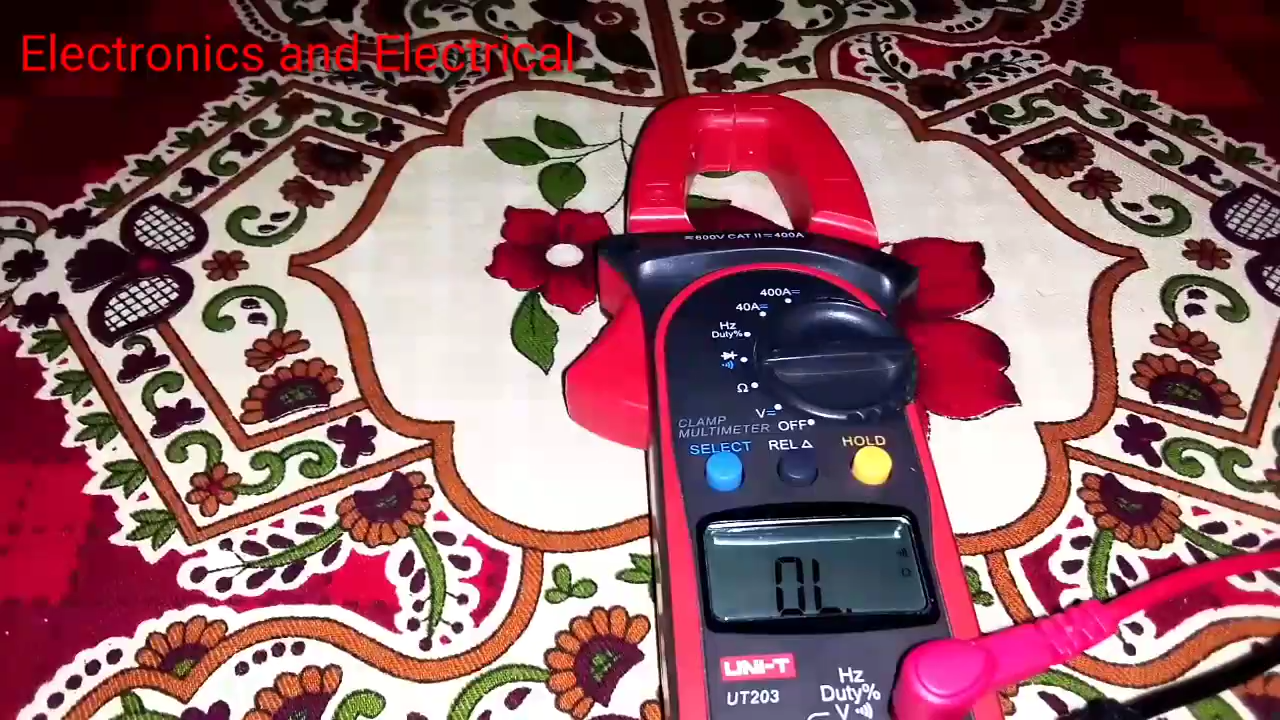 Electronics and Electrical
≂600V CAT II ≂400A
400A≂
40A≂
Hz
Duty%
Ω
V≂
OFF
CLAMP
MULTIMETER
SELECT REL△ HOLD
OL.
UNI-T
UT203
Hz
Duty%
V